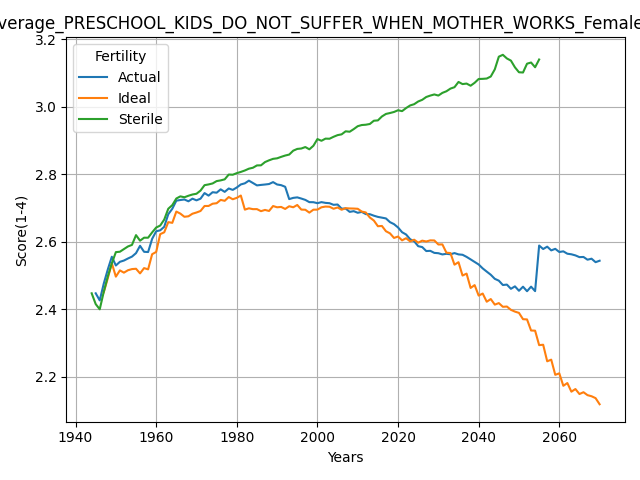 verage_PRESCHOOL_KIDS_DO_NOT_SUFFER_WHEN_MOTHER_WORKS_Female
Fertility
Actual
Ideal
Sterile
Score(1-4)
3.2
3.0
2.8
2.6
2.4
2.2
1940 1960 1980 2000 2020 2040 2060
Years